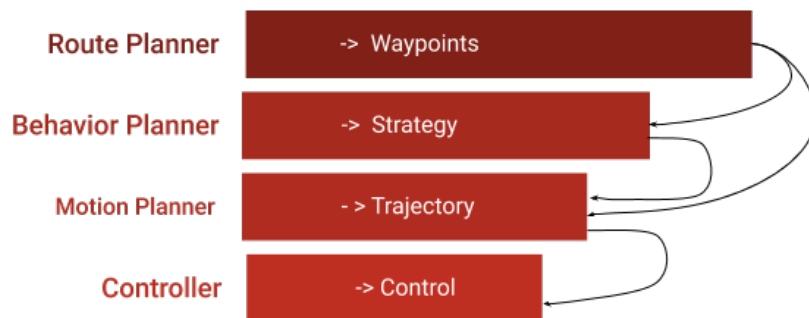 Route Planner -> Waypoints
Behavior Planner -> Strategy
Motion Planner - > Trajectory
Controller -> Control